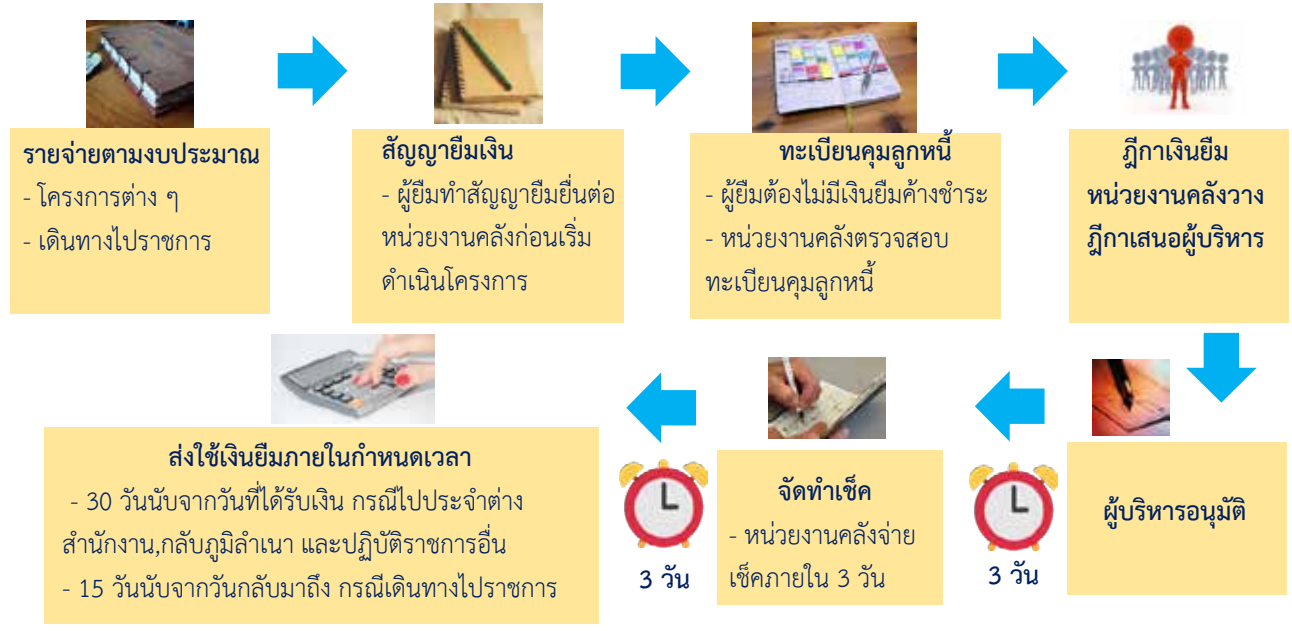 รายจ่ายตามงบประมาณ
- โครงการต่าง ๆ
- เดินทางไปราชการ
สัญญายืมเงิน
- ผู้ยืมทำสัญญายืมยื่นต่อ
หน่วยงานคลังก่อนเริ่ม
ดำเนินโครงการ
ทะเบียนคุมลูกหนี้
- ผู้ยืมต้องไม่มีเงินยืมค้างชำระ
- หน่วยงานคลังตรวจสอบ
ทะเบียนคุมลูกหนี้
ฎีกาเงินยืม
หน่วยงานคลังวาง
ฎีกาเสนอผู้บริหาร
ผู้บริหารอนุมัติ
3 วัน
จัดทำเช็ค
- หน่วยงานคลังจ่าย
เช็คภายใน 3 วัน
3 วัน
ส่งใช้เงินยืมภายในกำหนดเวลา
- 30 วันนับจากวันที่ได้รับเงิน กรณีไปประจำต่าง
สำนักงาน,กลับภูมิลำเนา และปฏิบัติราชการอื่น
- 15 วันนับจากวันกลับมาถึง กรณีเดินทางไปราชการ